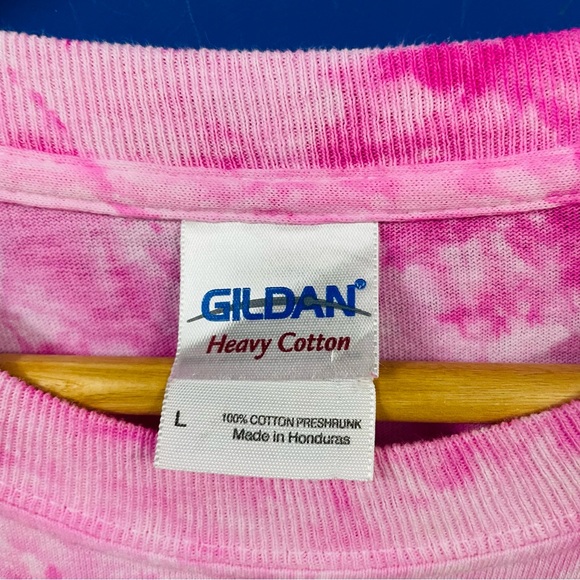 GILDAN®
Heavy Cotton
L 100% COTTON PRESHRUNK
Made in Honduras